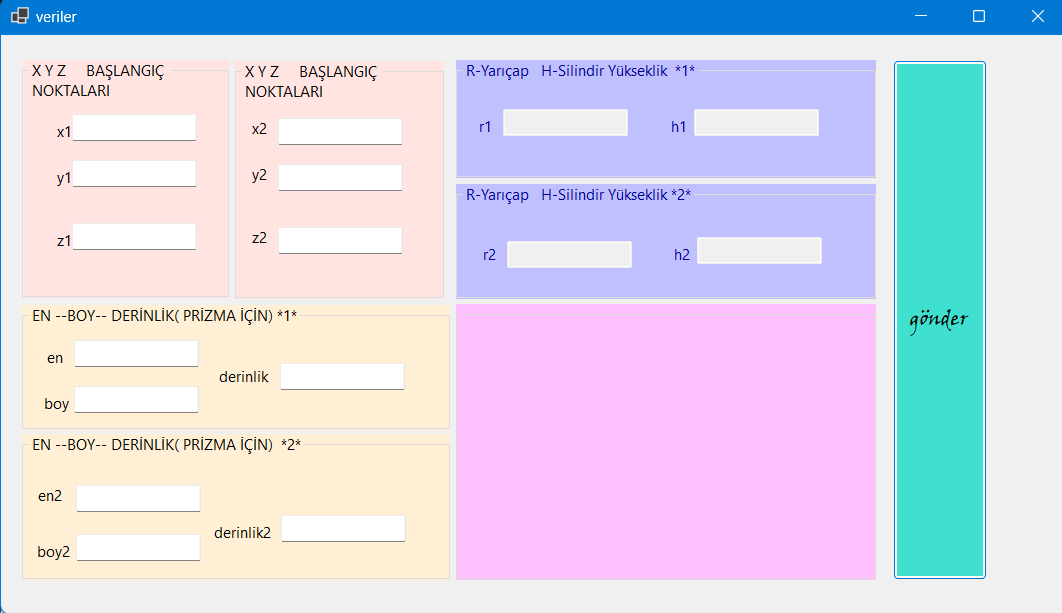 veriler
X Y Z BAŞLANGIÇ
NOKTALARI
x1
y1
z1
X Y Z BAŞLANGIÇ
NOKTALARI
x2
y2
z2
R-Yarıçap H-Silindir Yükseklik *1*
r1
h1
R-Yarıçap H-Silindir Yükseklik *2*
r2
h2
EN --BOY-- DERİNLİK( PRİZMA İÇİN) *1*
en
derinlik
boy
EN --BOY-- DERİNLİK( PRİZMA İÇİN) *2*
en2
derinlik2
boy2
gönder